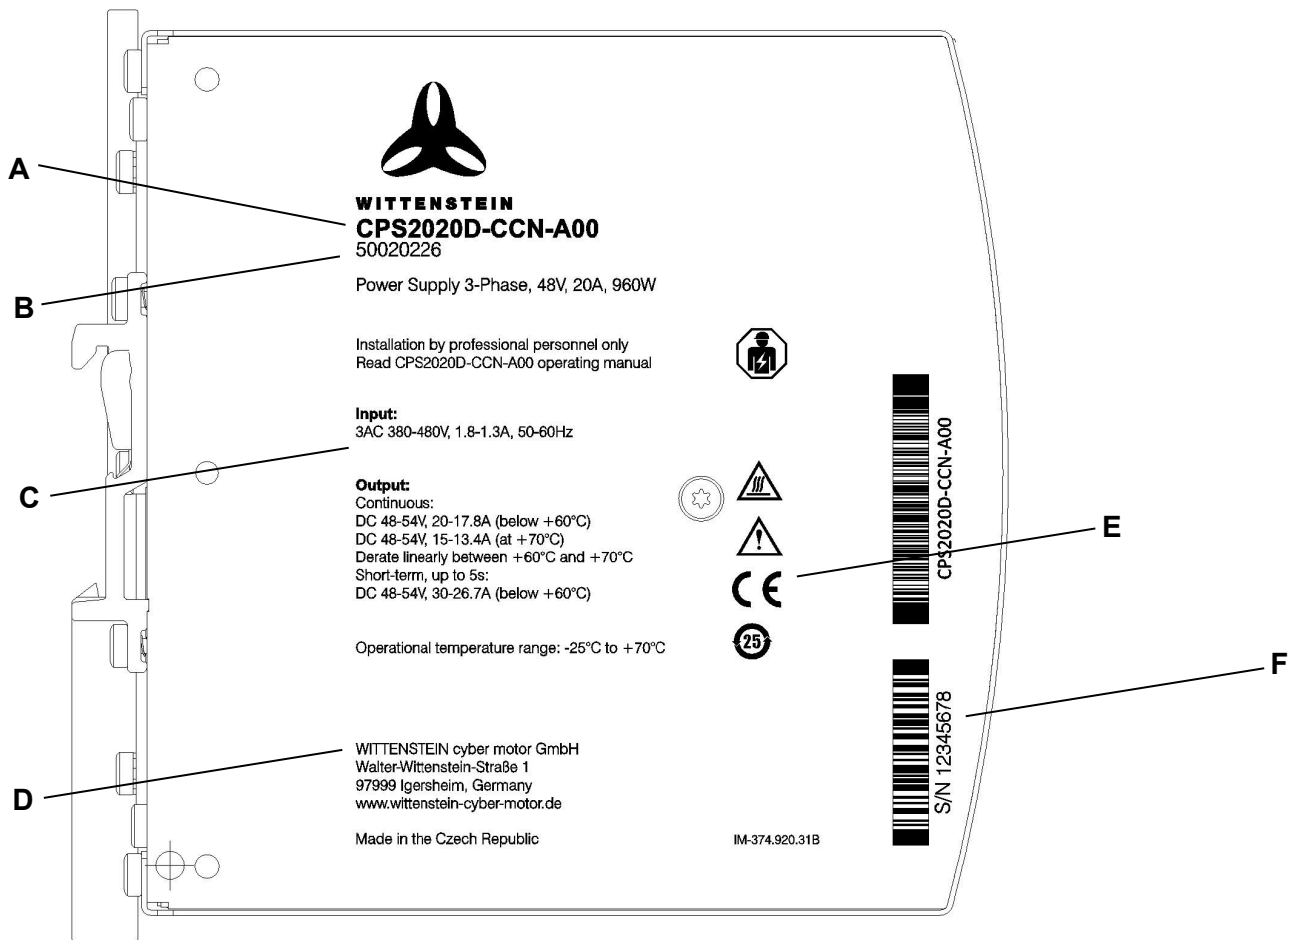 A
WITTENSTEIN
CPS2020D-CCN-A00
50020226
B
Power Supply 3-Phase, 48V, 20A, 960W
Installation by professional personnel only
Read CPS2020D-CCN-A00 operating manual
Input:
3AC 380-480V, 1.8-1.3A, 50-60Hz
C
Output:
Continuous:
DC 48-54V, 20-17.8A (below +60°C)
DC 48-54V, 15-13.4A (at +70°C)
Derate linearly between +60°C and +70°C
Short-term, up to 5s:
DC 48-54V, 30-26.7A (below +60°C)
Operational temperature range: -25°C to +70°C
CE
25
E
CPS2020D-CCN-A00
F
S/N 12345678
D
WITTENSTEIN cyber motor GmbH
Walter-Wittenstein-Straße 1
97999 Igersheim, Germany
www.wittenstein-cyber-motor.de
Made in the Czech Republic
IM-374.920.31B